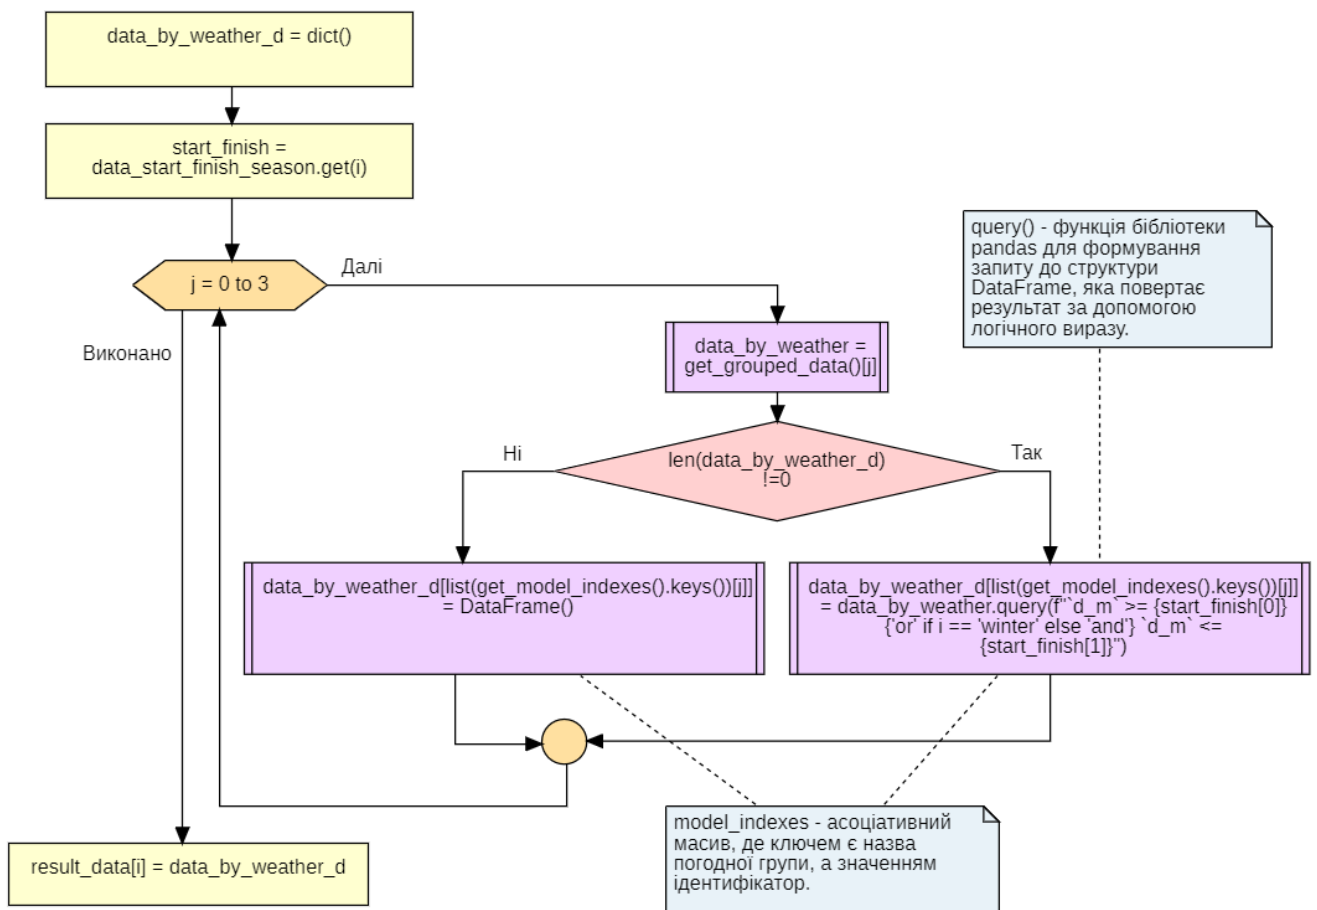 data_by_weather_d = dict()
start_finish =
data_start_finish_season.get(i)
j = 0 to 3
Далі
Виконано
query() - функція бібліотеки
pandas для формування
запиту до структури
DataFrame, яка повертає
результат за допомогою
логічного виразу.
data_by_weather =
get_grouped_data()[j]
len(data_by_weather_d)
!=0
Ні
Так
data_by_weather_d[list(get_model_indexes().keys())[j]]
= DataFrame()
data_by_weather_d[list(get_model_indexes().keys())[j]]
= data_by_weather.query(f"`d_m` >= {start_finish[0]}
{'or' if i == 'winter' else 'and'} `d_m` <=
{start_finish[1]}")
model_indexes - асоціативний
масив, де ключем є назва
погодної групи, а значенням
ідентифікатор.
result_data[i] = data_by_weather_d